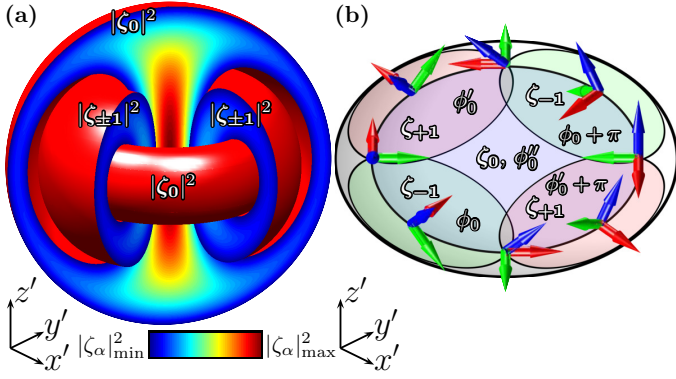 (a)
|ζ₀|²
|ζ±₁|²
|ζ±₁|²
|ζ₀|²
z′
y′
x′
|ζα|²min
|ζα|²max
(b)
ϕ′₀
ζ₋₁
ζ₊₁
ϕ₀ + π
ζ₀, ϕ″₀
ζ₋₁
ϕ′₀ + π
ϕ₀
ζ₊₁
z′
y′
x′